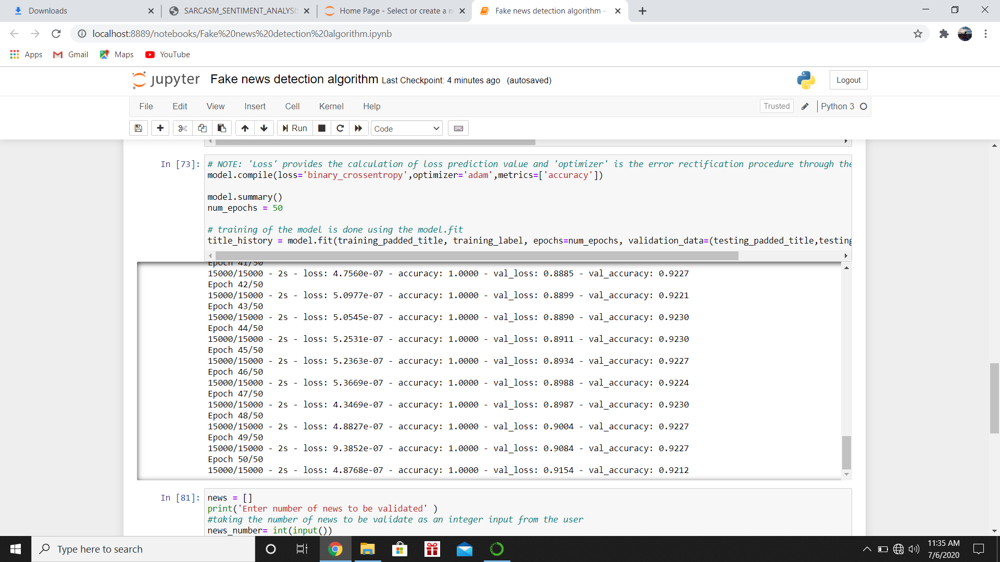 Downloads
SARCASM_SENTIMENT_ANALYSI
Home Page - Select or create a n
Fake news detection algorithm -
localhost:8889/notebooks/Fake%20news%20detection%20algorithm.ipynb
Apps Gmail Maps YouTube
jupyter Fake news detection algorithm Last Checkpoint: 4 minutes ago (autosaved) Logout
File Edit View Insert Cell Kernel Help Trusted Python 3
Run Code
In [73]: # NOTE: 'Loss' provides the calculation of loss prediction value and 'optimizer' is the error rectification procedure through the
model.compile(loss='binary_crossentropy',optimizer='adam',metrics=['accuracy'])
model.summary()
num_epochs = 50
# training of the model is done using the model.fit
title_history = model.fit(training_padded_title, training_label, epochs=num_epochs, validation_data=(testing_padded_title,testing
Epoch 41/50
15000/15000 - 2s - loss: 4.7560e-07 - accuracy: 1.0000 - val_loss: 0.8885 - val_accuracy: 0.9227
Epoch 42/50
15000/15000 - 2s - loss: 5.0977e-07 - accuracy: 1.0000 - val_loss: 0.8899 - val_accuracy: 0.9221
Epoch 43/50
15000/15000 - 2s - loss: 5.0545e-07 - accuracy: 1.0000 - val_loss: 0.8890 - val_accuracy: 0.9230
Epoch 44/50
15000/15000 - 2s - loss: 5.2531e-07 - accuracy: 1.0000 - val_loss: 0.8911 - val_accuracy: 0.9230
Epoch 45/50
15000/15000 - 2s - loss: 5.2363e-07 - accuracy: 1.0000 - val_loss: 0.8934 - val_accuracy: 0.9227
Epoch 46/50
15000/15000 - 2s - loss: 5.3669e-07 - accuracy: 1.0000 - val_loss: 0.8988 - val_accuracy: 0.9224
Epoch 47/50
15000/15000 - 2s - loss: 4.3469e-07 - accuracy: 1.0000 - val_loss: 0.8987 - val_accuracy: 0.9230
Epoch 48/50
15000/15000 - 2s - loss: 4.8827e-07 - accuracy: 1.0000 - val_loss: 0.9004 - val_accuracy: 0.9227
Epoch 49/50
15000/15000 - 2s - loss: 9.3852e-07 - accuracy: 1.0000 - val_loss: 0.9084 - val_accuracy: 0.9227
Epoch 50/50
15000/15000 - 2s - loss: 4.8768e-07 - accuracy: 1.0000 - val_loss: 0.9154 - val_accuracy: 0.9212
In [81]: news = []
print('Enter number of news to be validated' )
#taking the number of news to be validate as an integer input from the user
news_number= int(input())
Type here to search
11:35 AM
7/6/2020